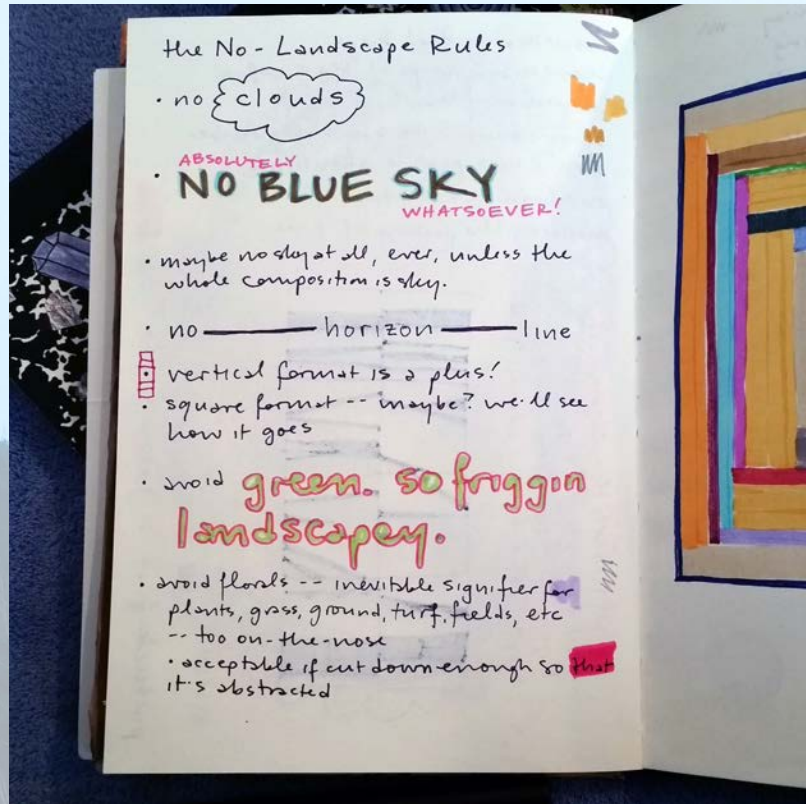 the No-Landscape Rules
• no clouds
ABSOLUTELY
• NO BLUE SKY
WHATSOEVER!
• maybe no sky at all, ever, unless the
whole composition is sky.
• no — horizon — line
• vertical format is a plus!
• square format -- maybe? we'll see
how it goes
• avoid green. so friggin
landscapey.
• avoid florals -- inevitable signifier for
plants, grass, ground, turf, fields, etc
-- too on-the-nose
• acceptable if cut down enough so that
it's abstracted